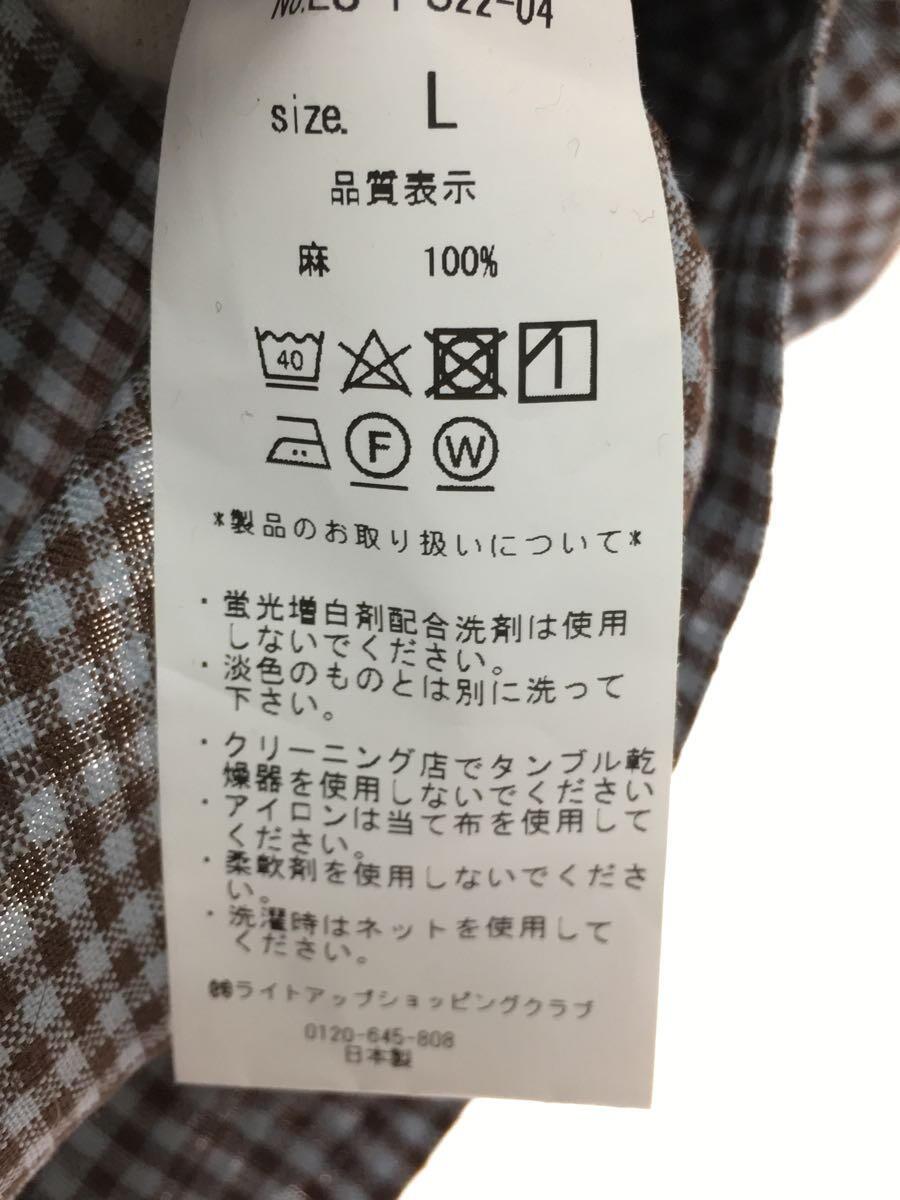 size. L
品質表示
麻 100%
40
F W
*製品のお取り扱いについて*
・蛍光増白剤配合洗剤は使用
しないでください。
・淡色のものとは別に洗って
下さい。
・クリーニング店でタンブル乾
燥器を使用しないでください
・アイロンは当て布を使用して
ください。
・柔軟剤を使用しないでくださ
い。
・洗濯時はネットを使用して
ください。
㈱ライトアップショッピングクラブ
0120-645-808
日本製